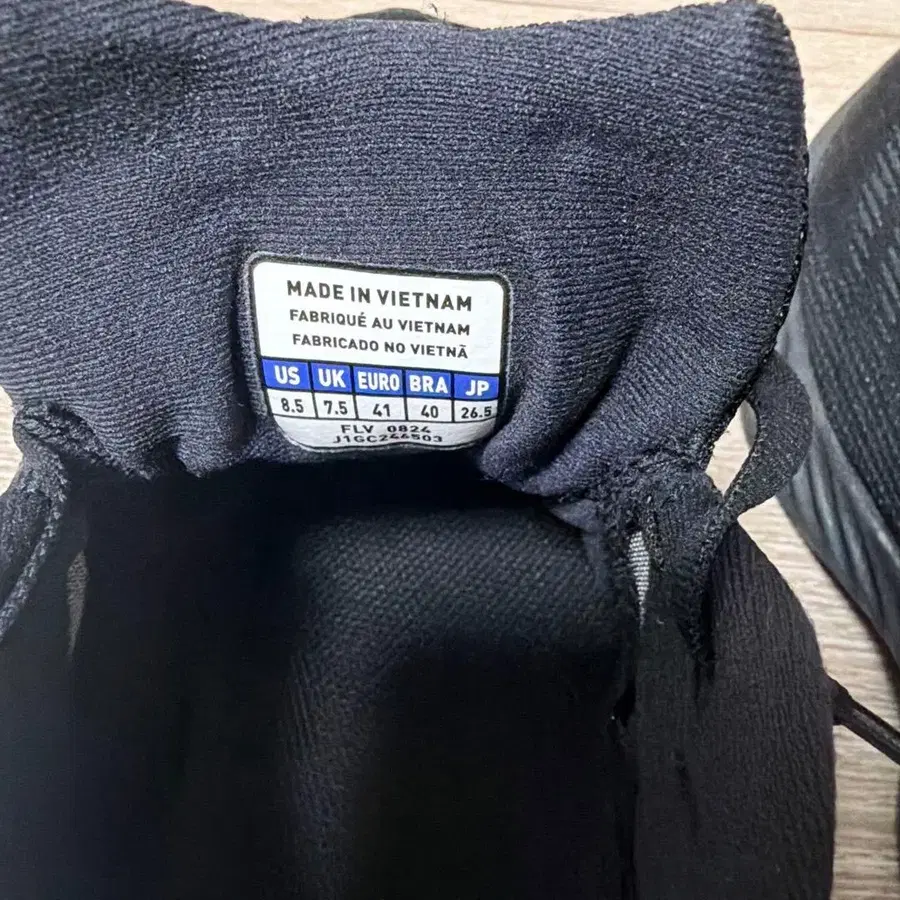 MADE IN VIETNAM
FABRIQUÉ AU VIETNAM
FABRICADO NO VIETNÃ
US UK EURO BRA JP
8.5 7.5 41 40 26.5
FLV 0824
J1GC244503